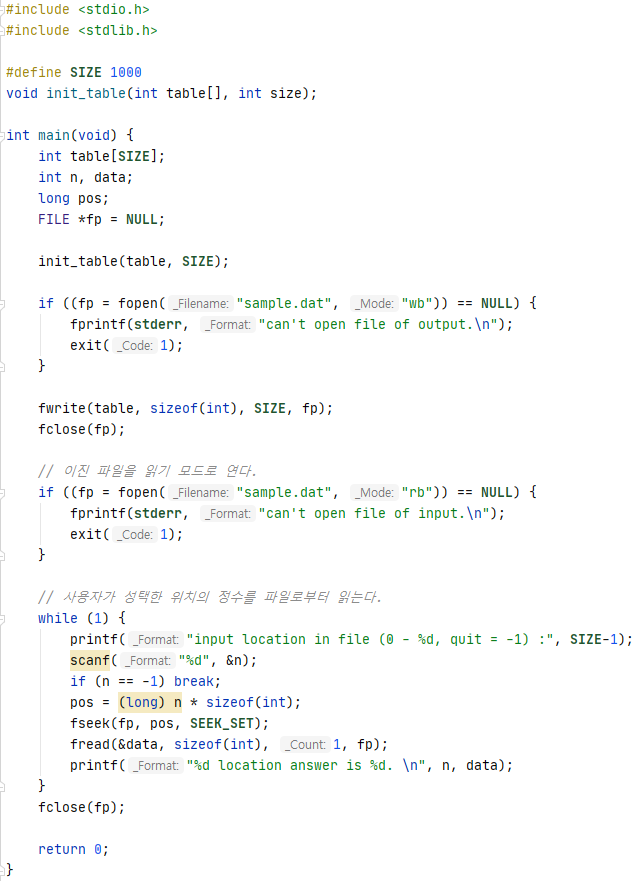 #include <stdio.h>
#include <stdlib.h>
#define SIZE 1000
void init_table(int table[], int size);
int main(void) {
int table[SIZE];
int n, data;
long pos;
FILE *fp = NULL;
init_table(table, SIZE);
if ((fp = fopen( _Filename: "sample.dat", _Mode: "wb")) == NULL) {
fprintf(stderr, _Format: "can't open file of output.\n");
exit( _Code: 1);
}
fwrite(table, sizeof(int), SIZE, fp);
fclose(fp);
// 이진 파일을 읽기 모드로 연다.
if ((fp = fopen( _Filename: "sample.dat", _Mode: "rb")) == NULL) {
fprintf(stderr, _Format: "can't open file of input.\n");
exit( _Code: 1);
}
// 사용자가 성택한 위치의 정수를 파일로부터 읽는다.
while (1) {
printf( _Format: "input location in file (0 - %d, quit = -1) :", SIZE-1);
scanf( _Format: "%d", &n);
if (n == -1) break;
pos = (long) n * sizeof(int);
fseek(fp, pos, SEEK_SET);
fread(&data, sizeof(int), _Count: 1, fp);
printf( _Format: "%d location answer is %d. \n", n, data);
}
fclose(fp);
return 0;
}